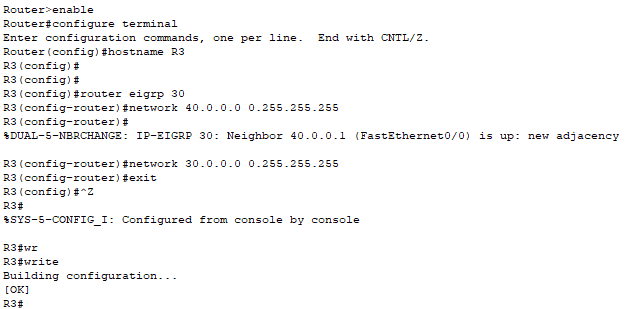 Router>enable
Router#configure terminal
Enter configuration commands, one per line.  End with CNTL/Z.
Router(config)#hostname R3
R3(config)#
R3(config)#
R3(config)#router eigrp 30
R3(config-router)#network 40.0.0.0 0.255.255.255
R3(config-router)#
%DUAL-5-NBRCHANGE: IP-EIGRP 30: Neighbor 40.0.0.1 (FastEthernet0/0) is up: new adjacency
R3(config-router)#network 30.0.0.0 0.255.255.255
R3(config-router)#exit
R3(config)#^Z
R3#
%SYS-5-CONFIG_I: Configured from console by console
R3#wr
R3#write
Building configuration...
[OK]
R3#